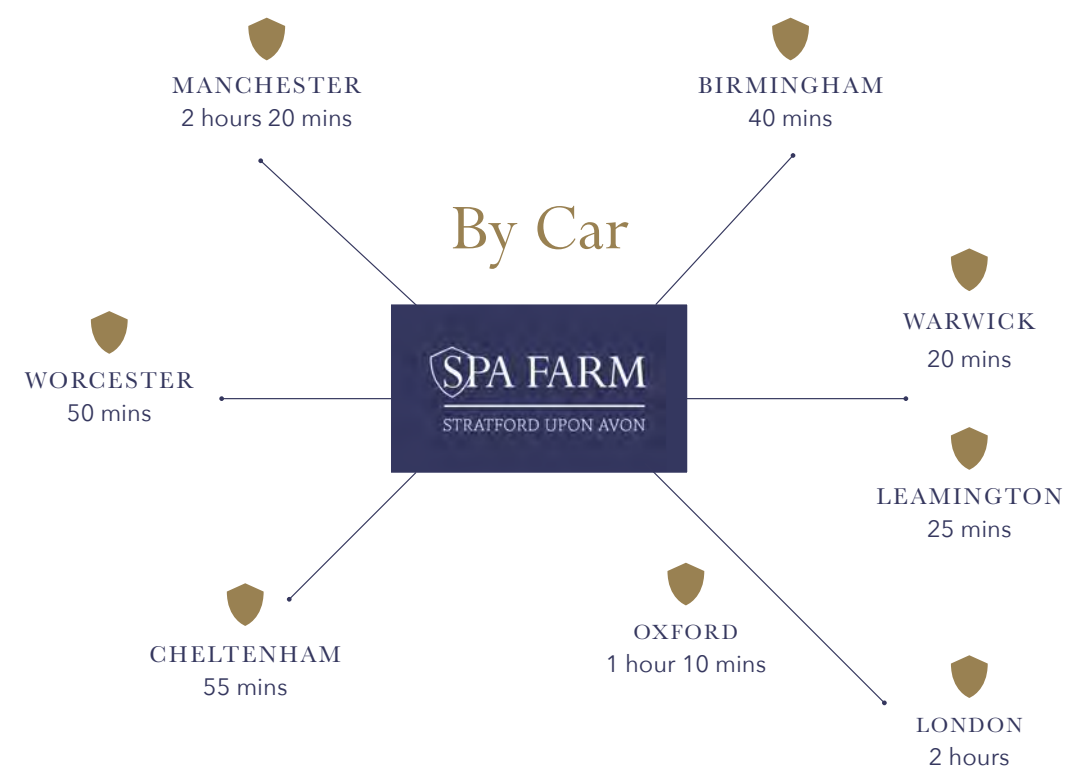 MANCHESTER
2 hours 20 mins
BIRMINGHAM
40 mins
By Car
WARWICK
20 mins
WORCESTER
50 mins
SPA FARM
STRATFORD UPON AVON
LEAMINGTON
25 mins
CHELTENHAM
55 mins
OXFORD
1 hour 10 mins
LONDON
2 hours